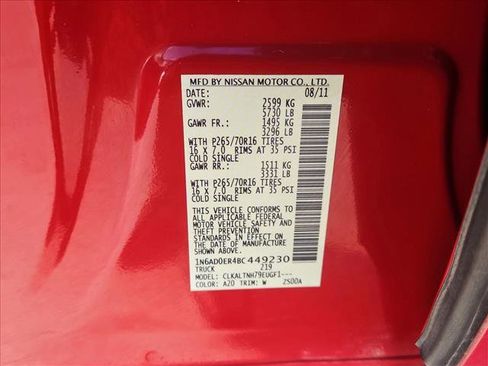 MFD BY NISSAN MOTOR CO., LTD.
DATE: 08/11
GVWR: 2599 KG
5730 LB
GAWR FR.: 1495 KG
3296 LB
WITH P265/70R16 TIRES
16 X 7.0 RIMS AT 35 PSI
COLD SINGLE
GAWR RR.: 1511 KG
3331 LB
WITH P265/70R16 TIRES
16 X 7.0 RIMS AT 35 PSI
COLD SINGLE
THIS VEHICLE CONFORMS TO
ALL APPLICABLE FEDERAL
MOTOR VEHICLE SAFETY
STANDARDS IN EFFECT ON
THE DATE OF MANUFACTURE
SHOWN ABOVE.
1N6AD0ER4BC449230
TRUCK 219
MODEL: CLKALTNH79EUGFI---
COLOR: A20 TRIM: W 2500A